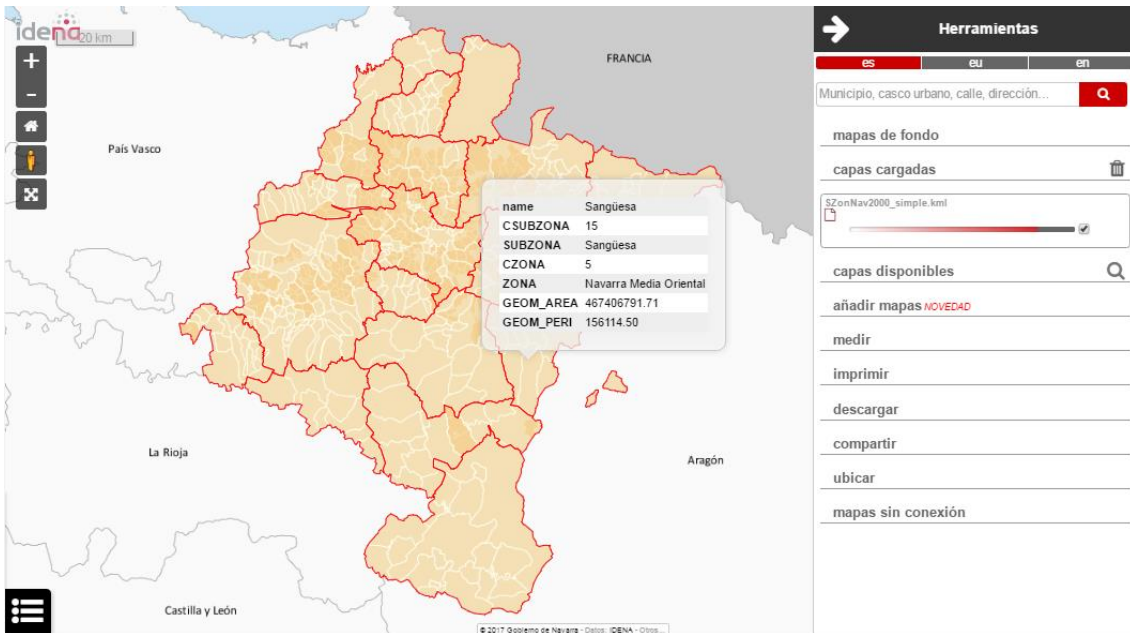 idena
20 km
+
-
FRANCIA
País Vasco
La Rioja
Aragón
Castilla y León
name Sangüesa
CSUBZONA 15
SUBZONA Sangüesa
CZONA 5
ZONA Navarra Media Oriental
GEOM_AREA 467406791.71
GEOM_PERI 156114.50
© 2017 Gobierno de Navarra - Datos: IDENA - Otros...
Herramientas
es eu en
Municipio, casco urbano, calle, dirección...
mapas de fondo
capas cargadas
SZonNav2000_simple.kml
capas disponibles
añadir mapas NOVEDAD
medir
imprimir
descargar
compartir
ubicar
mapas sin conexión